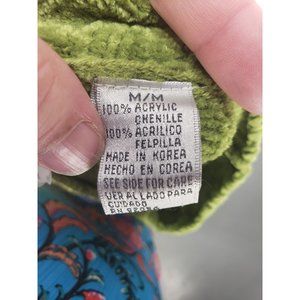 M/M
100% ACRYLIC
CHENILLE
100% ACRILICO
FELPILLA
MADE IN KOREA
HECHO EN COREA
SEE SIDE FOR CARE
VER AL LADO PARA
CUIDADO